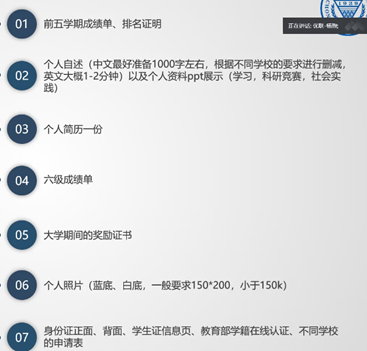 正在讲话:
01 前五学期成绩单、排名证明
02 个人自述（中文最好准备1000字左右，根据不同学校的要求进行删减，
英文大概1-2分钟）以及个人资料ppt展示（学习，科研竞赛，社会实
践）
03 个人简历一份
04 六级成绩单
05 大学期间的奖励证书
06 个人照片（蓝底、白底，一般要求150*200，小于150k）
07 身份证正面、背面、学生证信息页、教育部学籍在线认证、不同学校
的申请表